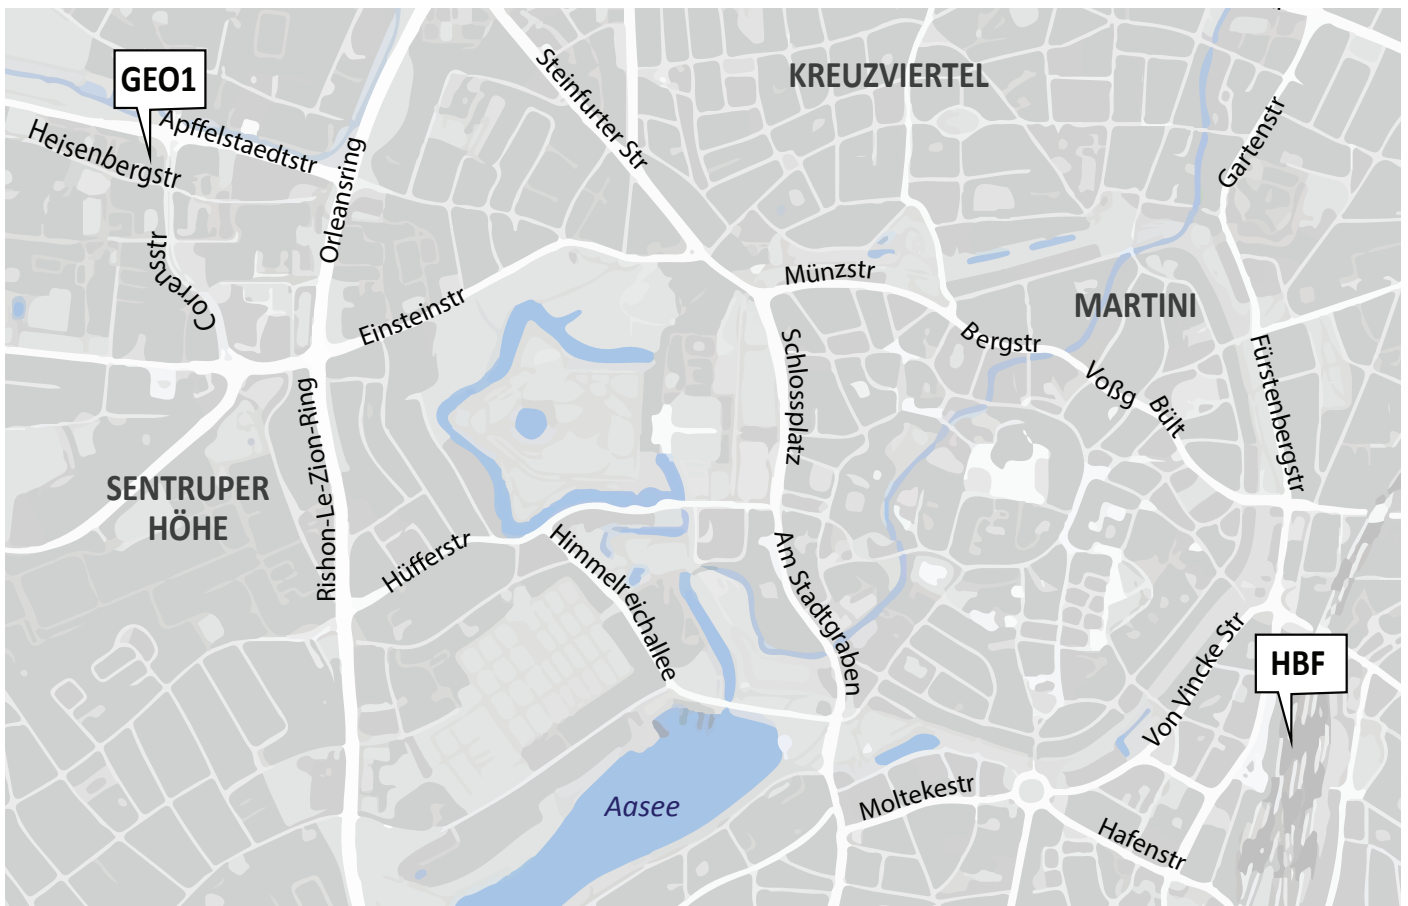 GEO1
KREUZVIERTEL
Steinfurter Str
Apffelstaedtstr
Heisenbergstr
Orleansring
Gartenstr
Corrensstr
Münzstr
MARTINI
Einsteinstr
Bergstr
Schlossplatz
Voßg
Bült
Fürstenbergstr
Rishon-Le-Zion-Ring
SENTRUPER
HÖHE
Hüfferstr
Himmelreichallee
Am Stadtgraben
Von Vincke Str
HBF
Aasee
Moltekestr
Hafenstr